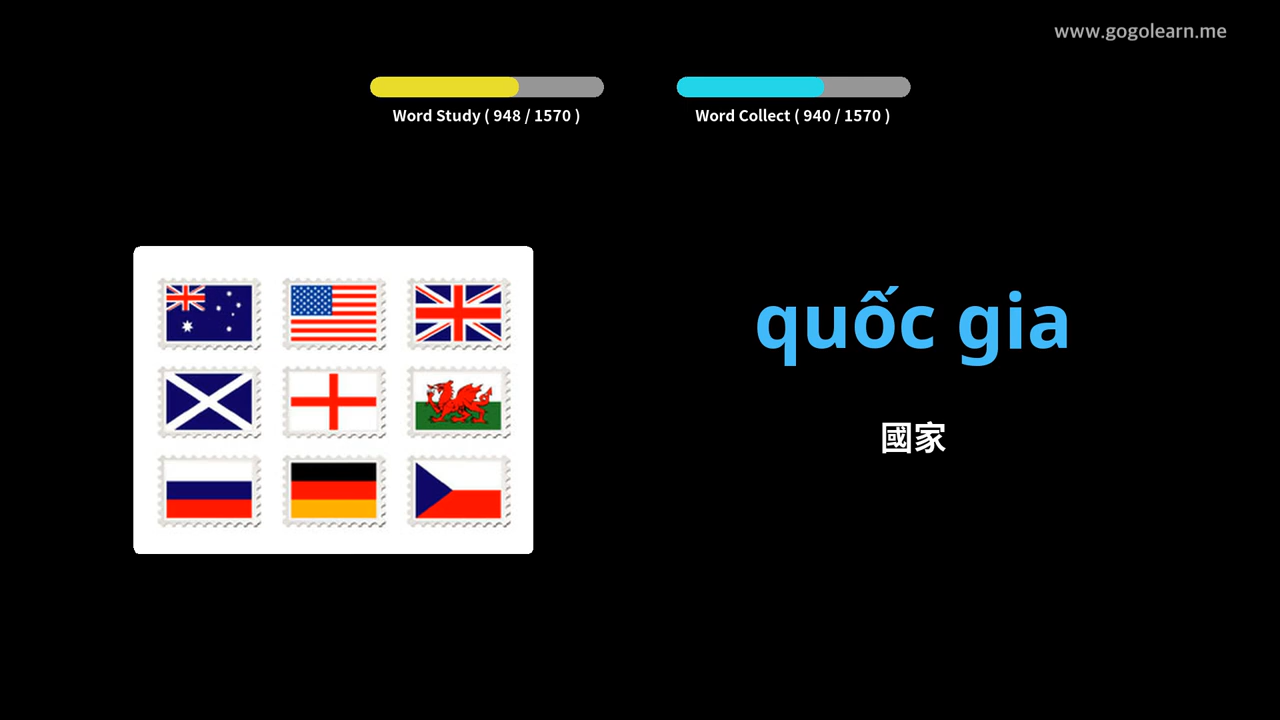 www.gogolearn.me
Word Study ( 948 / 1570 )
Word Collect ( 940 / 1570 )
quốc gia
國家